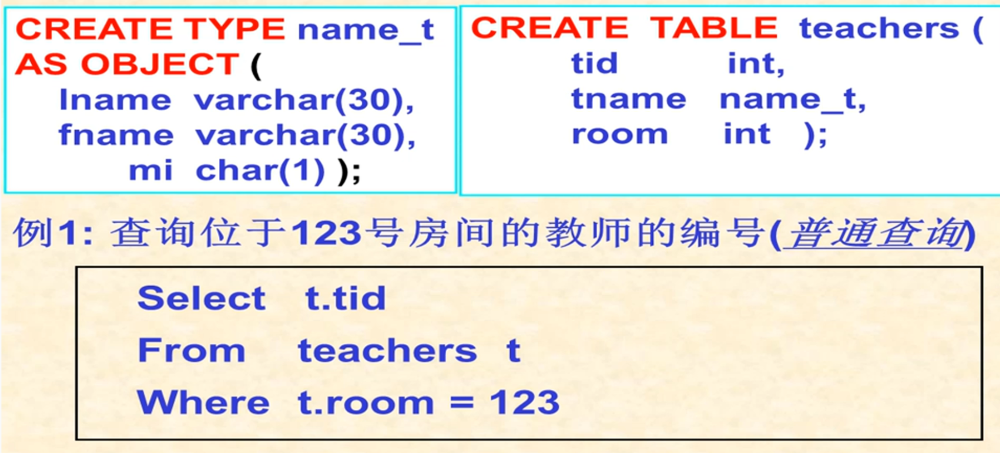 CREATE TYPE name_t
AS OBJECT (
lname varchar(30),
fname varchar(30),
mi char(1) );
CREATE TABLE teachers (
tid int,
tname name_t,
room int );
例1: 查询位于123号房间的教师的编号(普通查询)
Select t.tid
From teachers t
Where t.room = 123